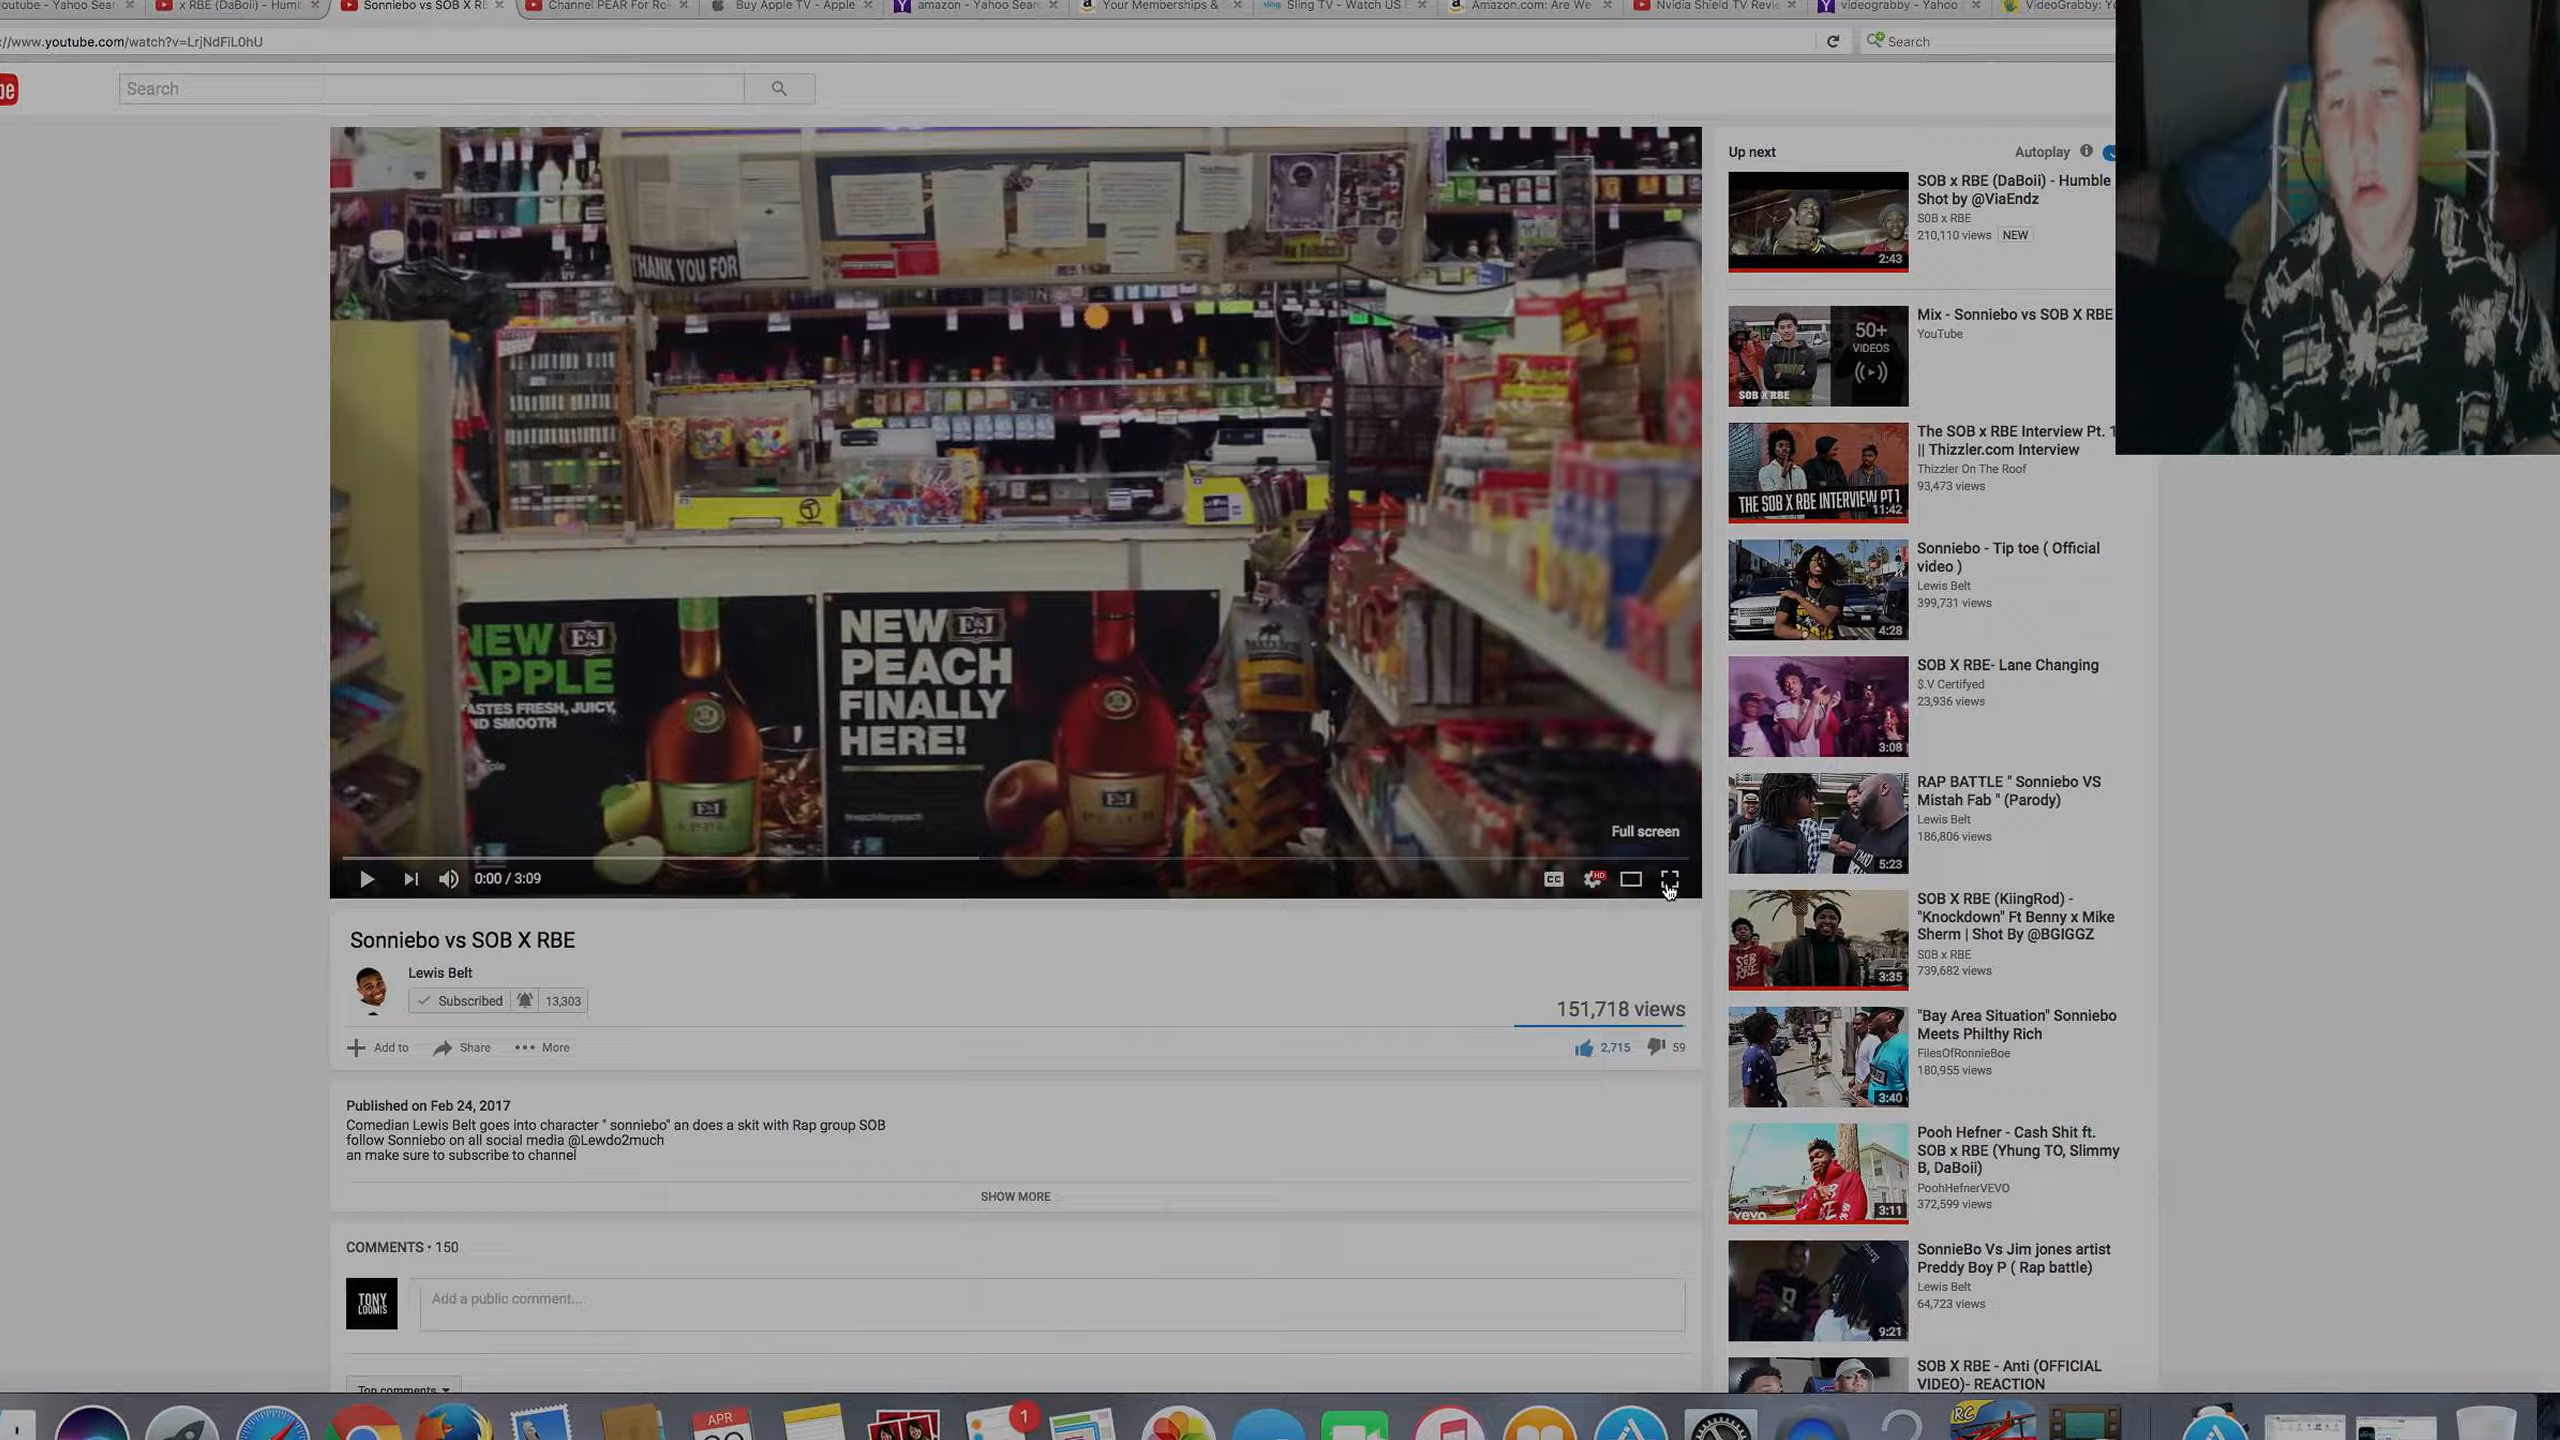 outube - Yahoo Sear
x RBE (DaBoii) - Huml
Sonniebo vs SOB X RE
Channel PEAR For Ro
Buy Apple TV - Apple
amazon - Yahoo Sear
Your Memberships &
Sling TV - Watch US
Amazon.com: Are We
Nvidia Shield TV Revie
videograbby - Yahoo
VideoGrabby: Yo
://www.youtube.com/watch?v=LrjNdFiL0hU
Search
be
Search
THANK YOU FOR
NEW E&J
APPLE
TASTES FRESH, JUICY,
AND SMOOTH
E&J
APPLE
NEW E&J
PEACH
FINALLY
HERE!
E&J
PEACH
Full screen
0:00 / 3:09
CC
HD
Sonniebo vs SOB X RBE
Lewis Belt
Subscribed
13,303
151,718 views
Add to
Share
More
2,715
59
Published on Feb 24, 2017
Comedian Lewis Belt goes into character " sonniebo" an does a skit with Rap group SOB
follow Sonniebo on all social media @Lewdo2much
an make sure to subscribe to channel
SHOW MORE
COMMENTS • 150
TONY
LOOMIS
Add a public comment...
Top comments
Up next
Autoplay
SOB x RBE (DaBoii) - Humble
Shot by @ViaEndz
SOB x RBE
210,110 views NEW
2:43
Mix - Sonniebo vs SOB X RBE
YouTube
50+
VIDEOS
SOB X RBE
The SOB x RBE Interview Pt. 1
|| Thizzler.com Interview
Thizzler On The Roof
93,473 views
THE SOB X RBE INTERVIEW PT 1
11:42
Sonniebo - Tip toe ( Official
video )
Lewis Belt
399,731 views
4:28
SOB X RBE- Lane Changing
$.V Certifyed
23,936 views
3:08
RAP BATTLE " Sonniebo VS
Mistah Fab " (Parody)
Lewis Belt
186,806 views
5:23
SOB X RBE (KiingRod) -
"Knockdown" Ft Benny x Mike
Sherm | Shot By @BGIGGZ
SOB x RBE
739,682 views
3:35
"Bay Area Situation" Sonniebo
Meets Philthy Rich
FilesOfRonnieBoe
180,955 views
3:40
Pooh Hefner - Cash Shit ft.
SOB x RBE (Yhung TO, Slimmy
B, DaBoii)
PoohHefnerVEVO
372,599 views
vevo
3:11
SonnieBo Vs Jim jones artist
Preddy Boy P ( Rap battle)
Lewis Belt
64,723 views
9:21
SOB X RBE - Anti (OFFICIAL
VIDEO)- REACTION
APR
1
RC